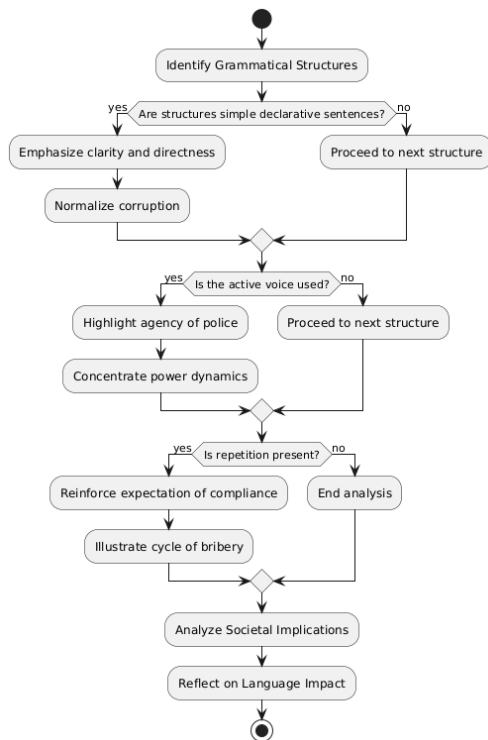 Identify Grammatical Structures
yes
Are structures simple declarative sentences?
no
Emphasize clarity and directness
Proceed to next structure
Normalize corruption
yes
Is the active voice used?
no
Highlight agency of police
Proceed to next structure
Concentrate power dynamics
yes
Is repetition present?
no
Reinforce expectation of compliance
End analysis
Illustrate cycle of bribery
Analyze Societal Implications
Reflect on Language Impact